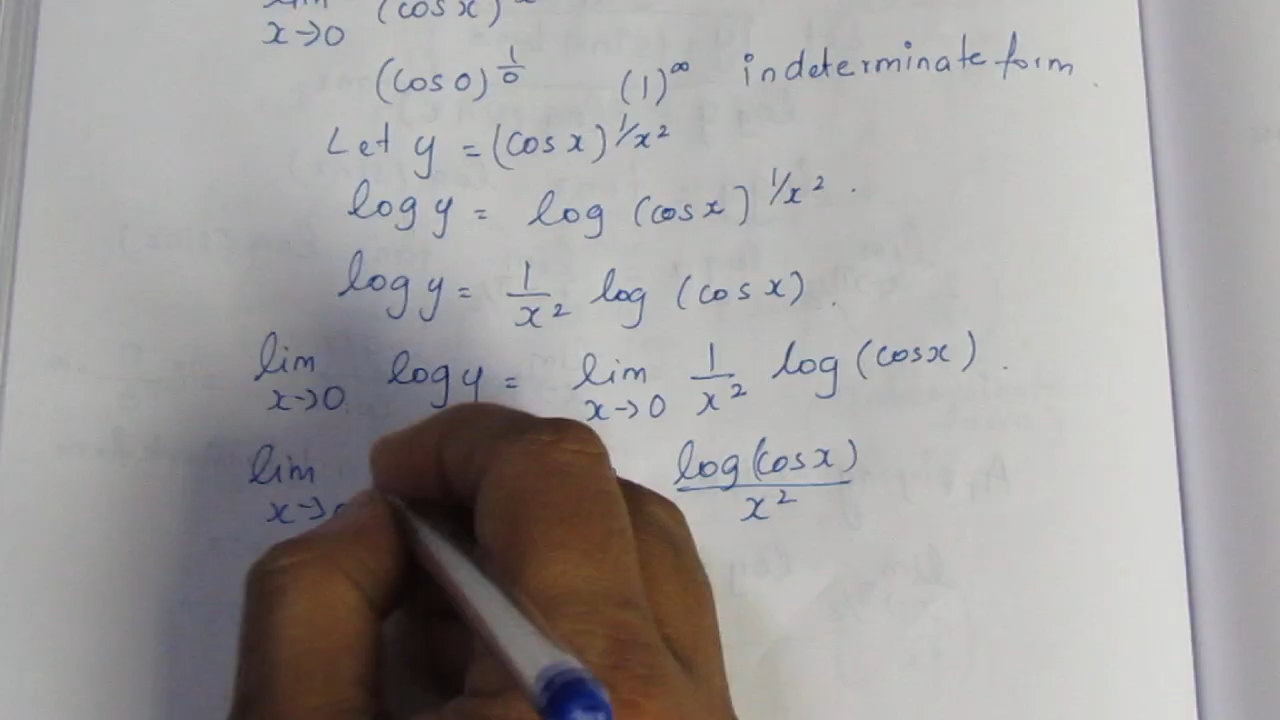 x→0 (cos x)
(cos 0)^(1/0) (1)^∞ indeterminate form
Let y = (cos x)^(1/x²)
log y = log (cos x)^(1/x²).
log y = 1/x² log (cos x).
lim x→0 log y = lim x→0 1/x² log (cos x).
lim x→ log (cos x)/x²